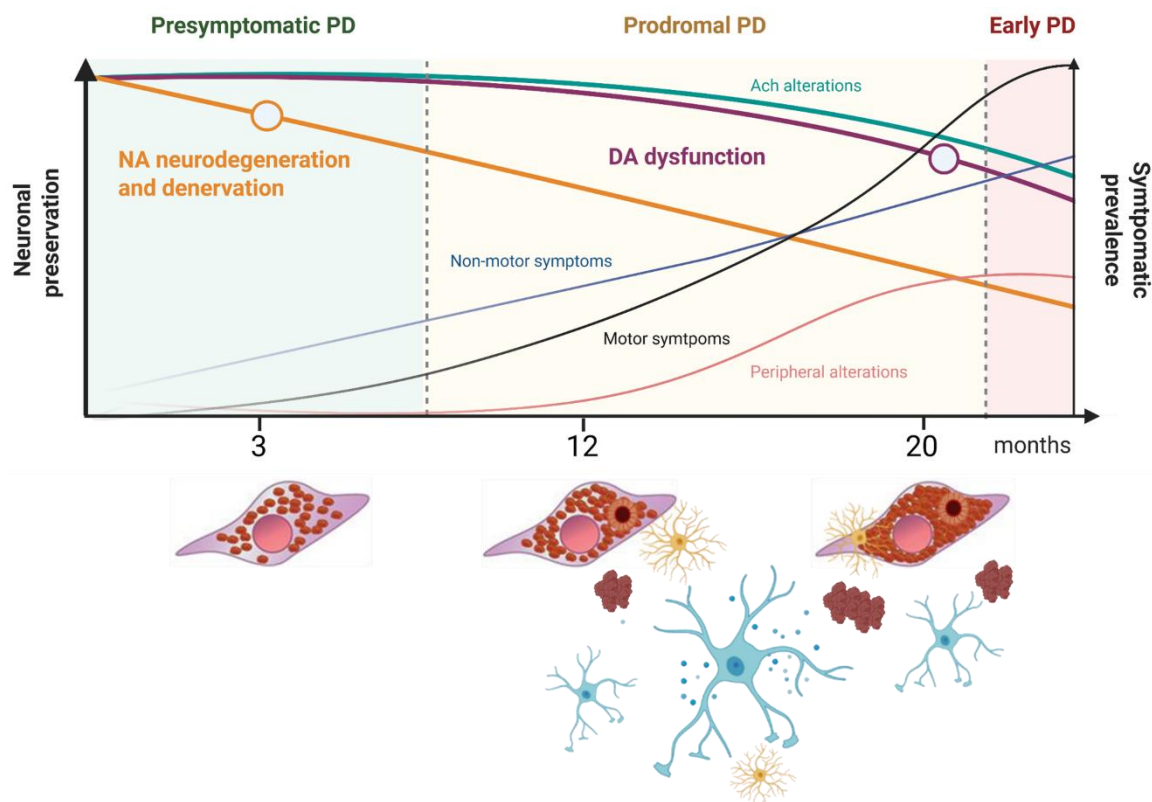 Presymptomatic PD
Prodromal PD
Early PD
Ach alterations
NA neurodegeneration
and denervation
DA dysfunction
Neuronal
preservation
Symtpomatic
prevalence
Non-motor symptoms
Motor symtpoms
Peripheral alterations
3
12
20
months